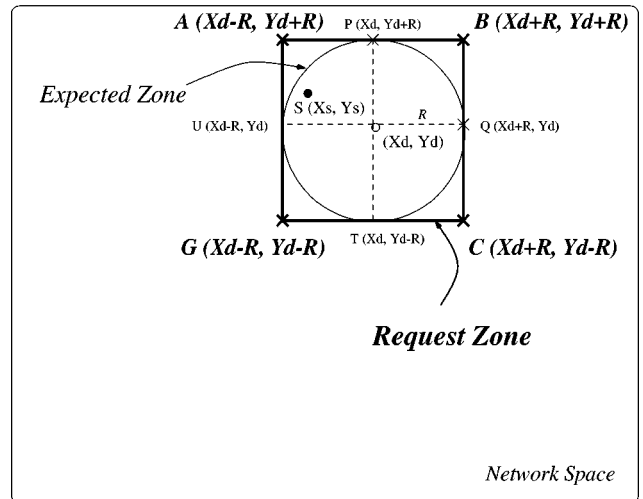 A (Xd-R, Yd+R)
P (Xd, Yd+R)
B (Xd+R, Yd+R)
Expected Zone
S (Xs, Ys)
R
U (Xd-R, Yd)
O
(Xd, Yd)
Q (Xd+R, Yd)
T (Xd, Yd-R)
G (Xd-R, Yd-R)
C (Xd+R, Yd-R)
Request Zone
Network Space